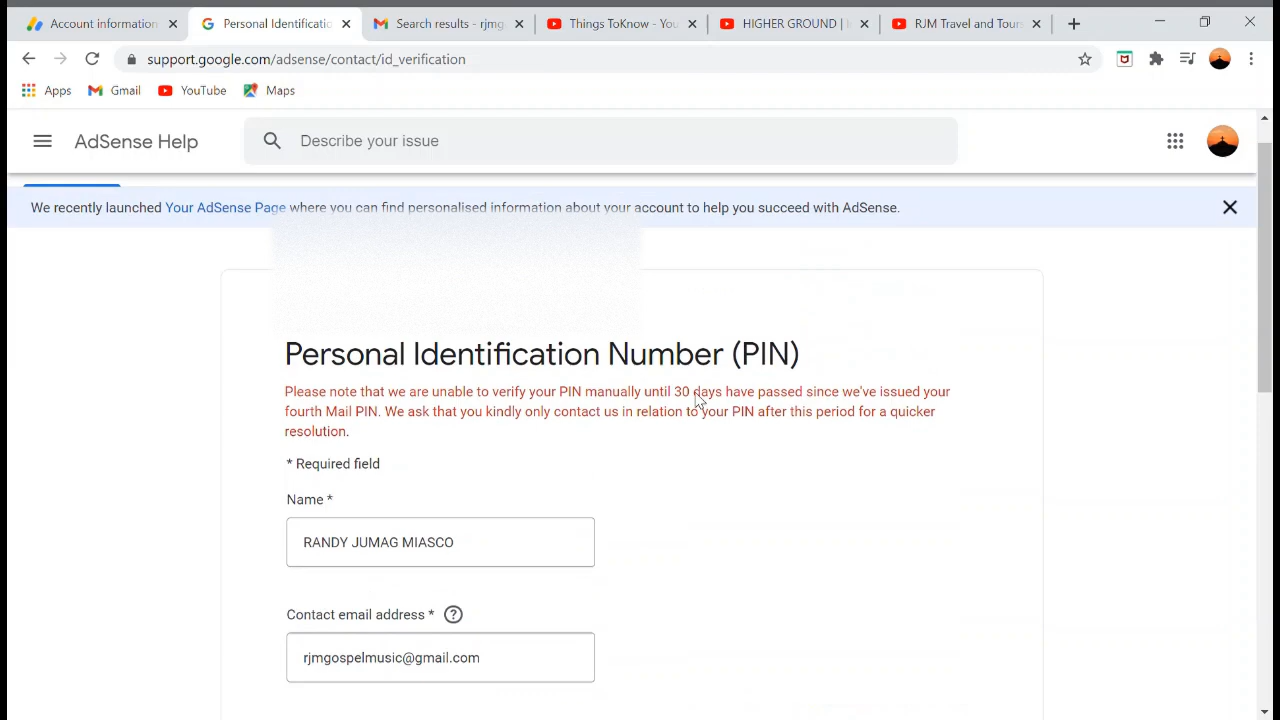 Account information
Personal Identificatio
Search results - rjmg
Things ToKnow - You
HIGHER GROUND |
RJM Travel and Tours
support.google.com/adsense/contact/id_verification
Apps
Gmail
YouTube
Maps
AdSense Help
Describe your issue
We recently launched Your AdSense Page where you can find personalised information about your account to help you succeed with AdSense.
Personal Identification Number (PIN)
Please note that we are unable to verify your PIN manually until 30 days have passed since we've issued your
fourth Mail PIN. We ask that you kindly only contact us in relation to your PIN after this period for a quicker
resolution.
* Required field
Name *
RANDY JUMAG MIASCO
Contact email address *
rjmgospelmusic@gmail.com